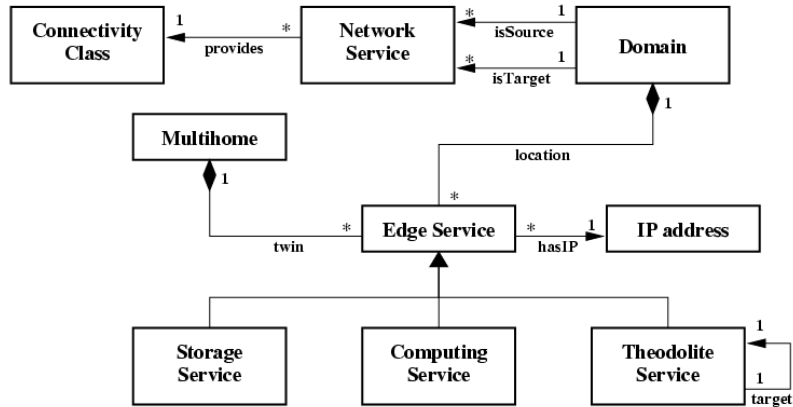 1
*
*
1
Connectivity
Class
provides
Network
Service
isSource
*
1
isTarget
Domain
1
Multihome
1
location
*
*
twin
Edge Service
*
hasIP
1
IP address
Storage
Service
Computing
Service
Theodolite
Service
1
1
target